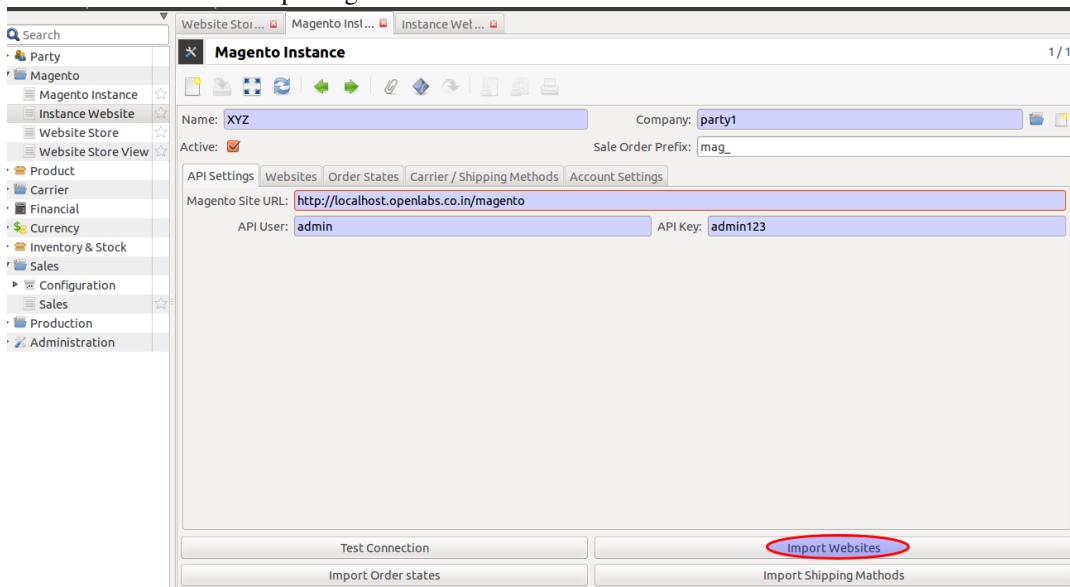 Website Stor... Magento Inst... Instance Wel...
Search
Magento Instance 1 / 1
Party
Magento
Magento Instance
Instance Website
Website Store
Website Store View
Product
Carrier
Financial
Currency
Inventory & Stock
Sales
Configuration
Sales
Production
Administration
Name: XYZ Company: party1
Active: Sale Order Prefix: mag_
API Settings Websites Order States Carrier / Shipping Methods Account Settings
Magento Site URL: http://localhost.openlabs.co.in/magento
API User: admin API Key: admin123
Test Connection Import Websites
Import Order states Import Shipping Mathods